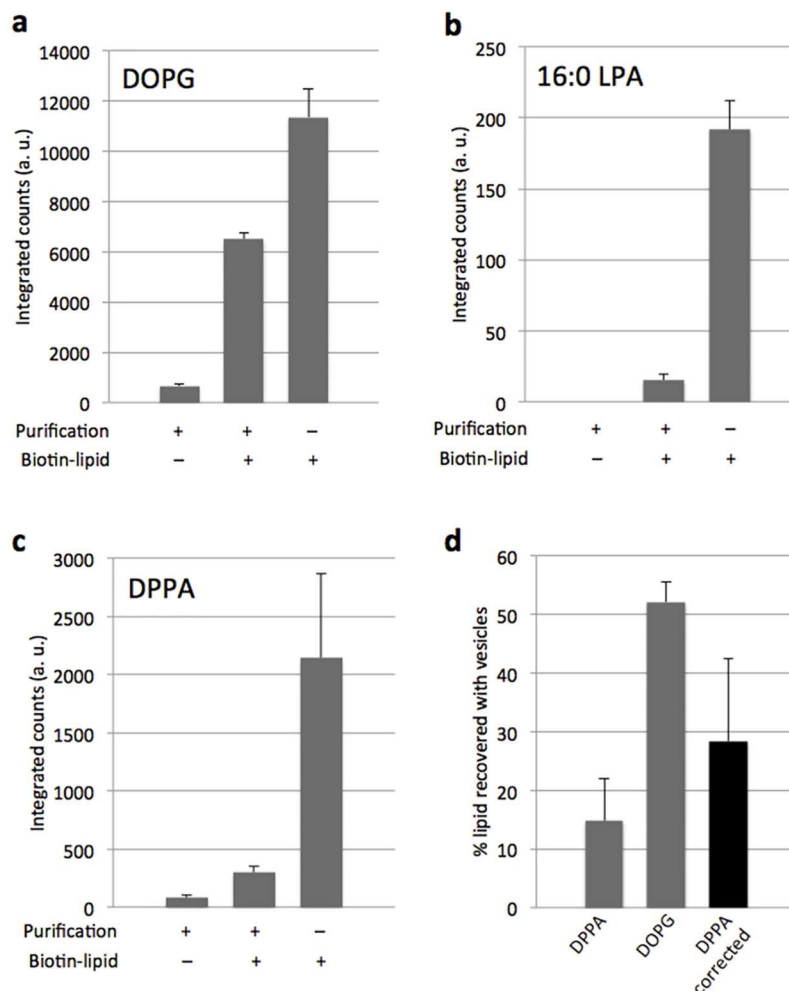 a
DOPG
Integrated counts (a. u.)
14000
12000
10000
8000
6000
4000
2000
0
Purification + + −
Biotin-lipid − + +
b
16:0 LPA
Integrated counts (a. u.)
250
200
150
100
50
0
Purification + + −
Biotin-lipid − + +
c
DPPA
Integrated counts (a. u.)
3000
2500
2000
1500
1000
500
0
Purification + + −
Biotin-lipid − + +
d
% lipid recovered with vesicles
60
50
40
30
20
10
0
DPPA
DOPG
DPPA
corrected